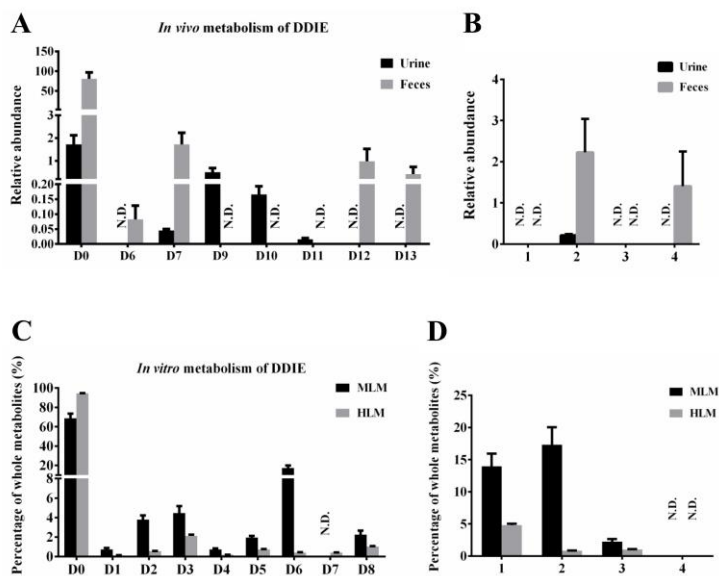 A
In vivo metabolism of DDIE
Relative abundance
150
100
50
3
2
1
0.20
0.15
0.10
0.05
0.00
Urine
Feces
N.D.
N.D.
N.D.
N.D.
N.D.
N.D.
D0 D6 D7 D9 D10 D11 D12 D13
B
Relative abundance
4
3
2
1
0
Urine
Feces
N.D.
N.D.
N.D.
N.D.
N.D.
1 2 3 4
C
In vitro metabolism of DDIE
Percentage of whole metabolites (%)
100
80
60
40
20
8
6
4
2
0
MLM
HLM
N.D.
D0 D1 D2 D3 D4 D5 D6 D7 D8
D
Percentage of whole metabolites (%)
25
20
15
10
5
0
MLM
HLM
N.D.
N.D.
1 2 3 4